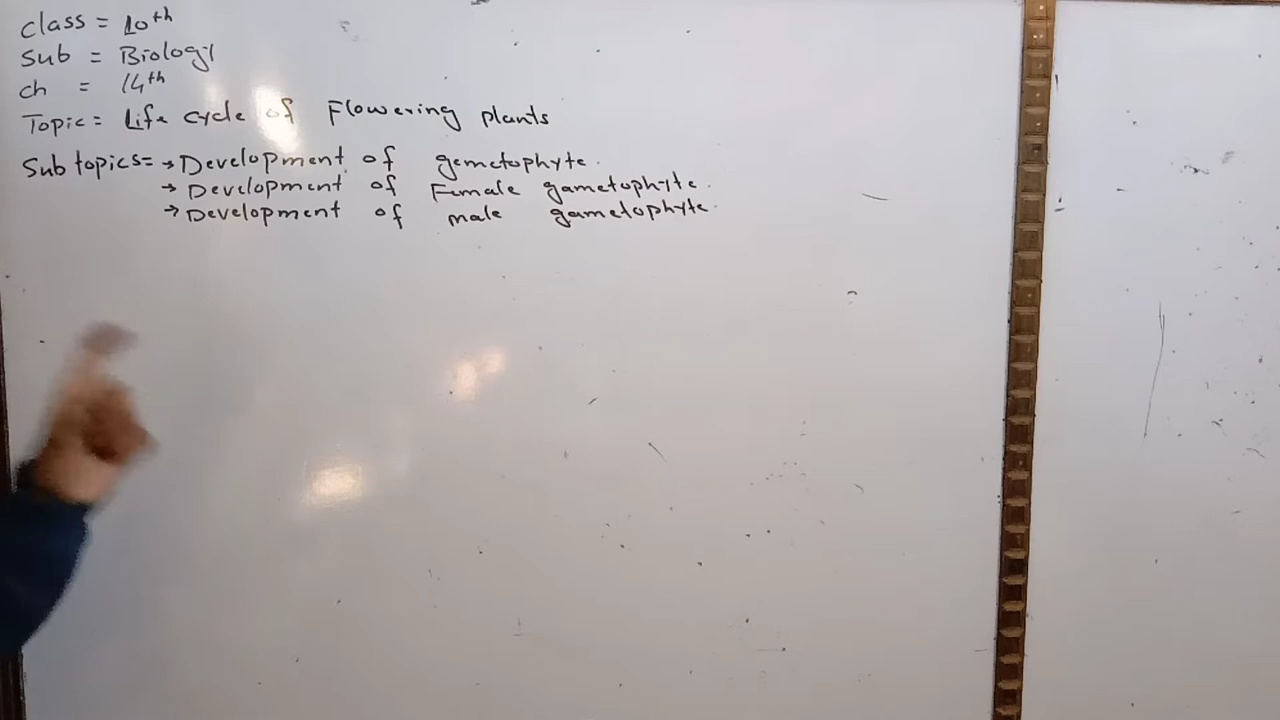 class = 10th
Sub = Biology
ch = 14th
Topic = Life cycle of Flowering plants
Sub topics = → Development of gemetophyte.
→ Development of Female gametophyte.
→ Development of male gametophyte.